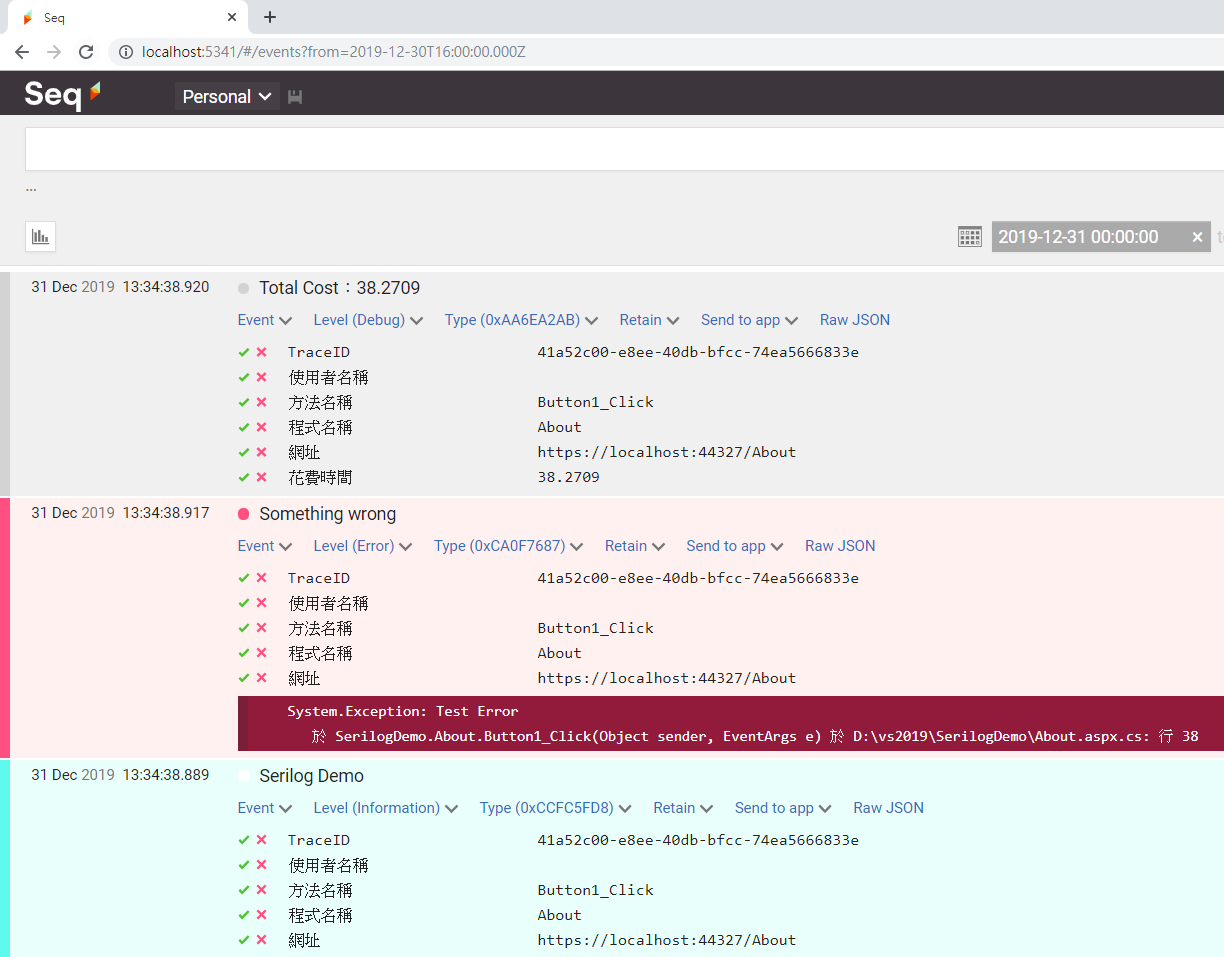 Seq
localhost:5341/#/events?from=2019-12-30T16:00:00.000Z
Seq
Personal
...
2019-12-31 00:00:00
31 Dec 2019 13:34:38.920 Total Cost：38.2709
Event Level (Debug) Type (0xAA6EA2AB) Retain Send to app Raw JSON
TraceID 41a52c00-e8ee-40db-bfcc-74ea5666833e
使用者名稱
方法名稱 Button1_Click
程式名稱 About
網址 https://localhost:44327/About
花費時間 38.2709
31 Dec 2019 13:34:38.917 Something wrong
Event Level (Error) Type (0xCA0F7687) Retain Send to app Raw JSON
TraceID 41a52c00-e8ee-40db-bfcc-74ea5666833e
使用者名稱
方法名稱 Button1_Click
程式名稱 About
網址 https://localhost:44327/About
System.Exception: Test Error
於 SerilogDemo.About.Button1_Click(Object sender, EventArgs e) 於 D:\vs2019\SerilogDemo\About.aspx.cs: 行 38
31 Dec 2019 13:34:38.889 Serilog Demo
Event Level (Information) Type (0xCCFC5FD8) Retain Send to app Raw JSON
TraceID 41a52c00-e8ee-40db-bfcc-74ea5666833e
使用者名稱
方法名稱 Button1_Click
程式名稱 About
網址 https://localhost:44327/About